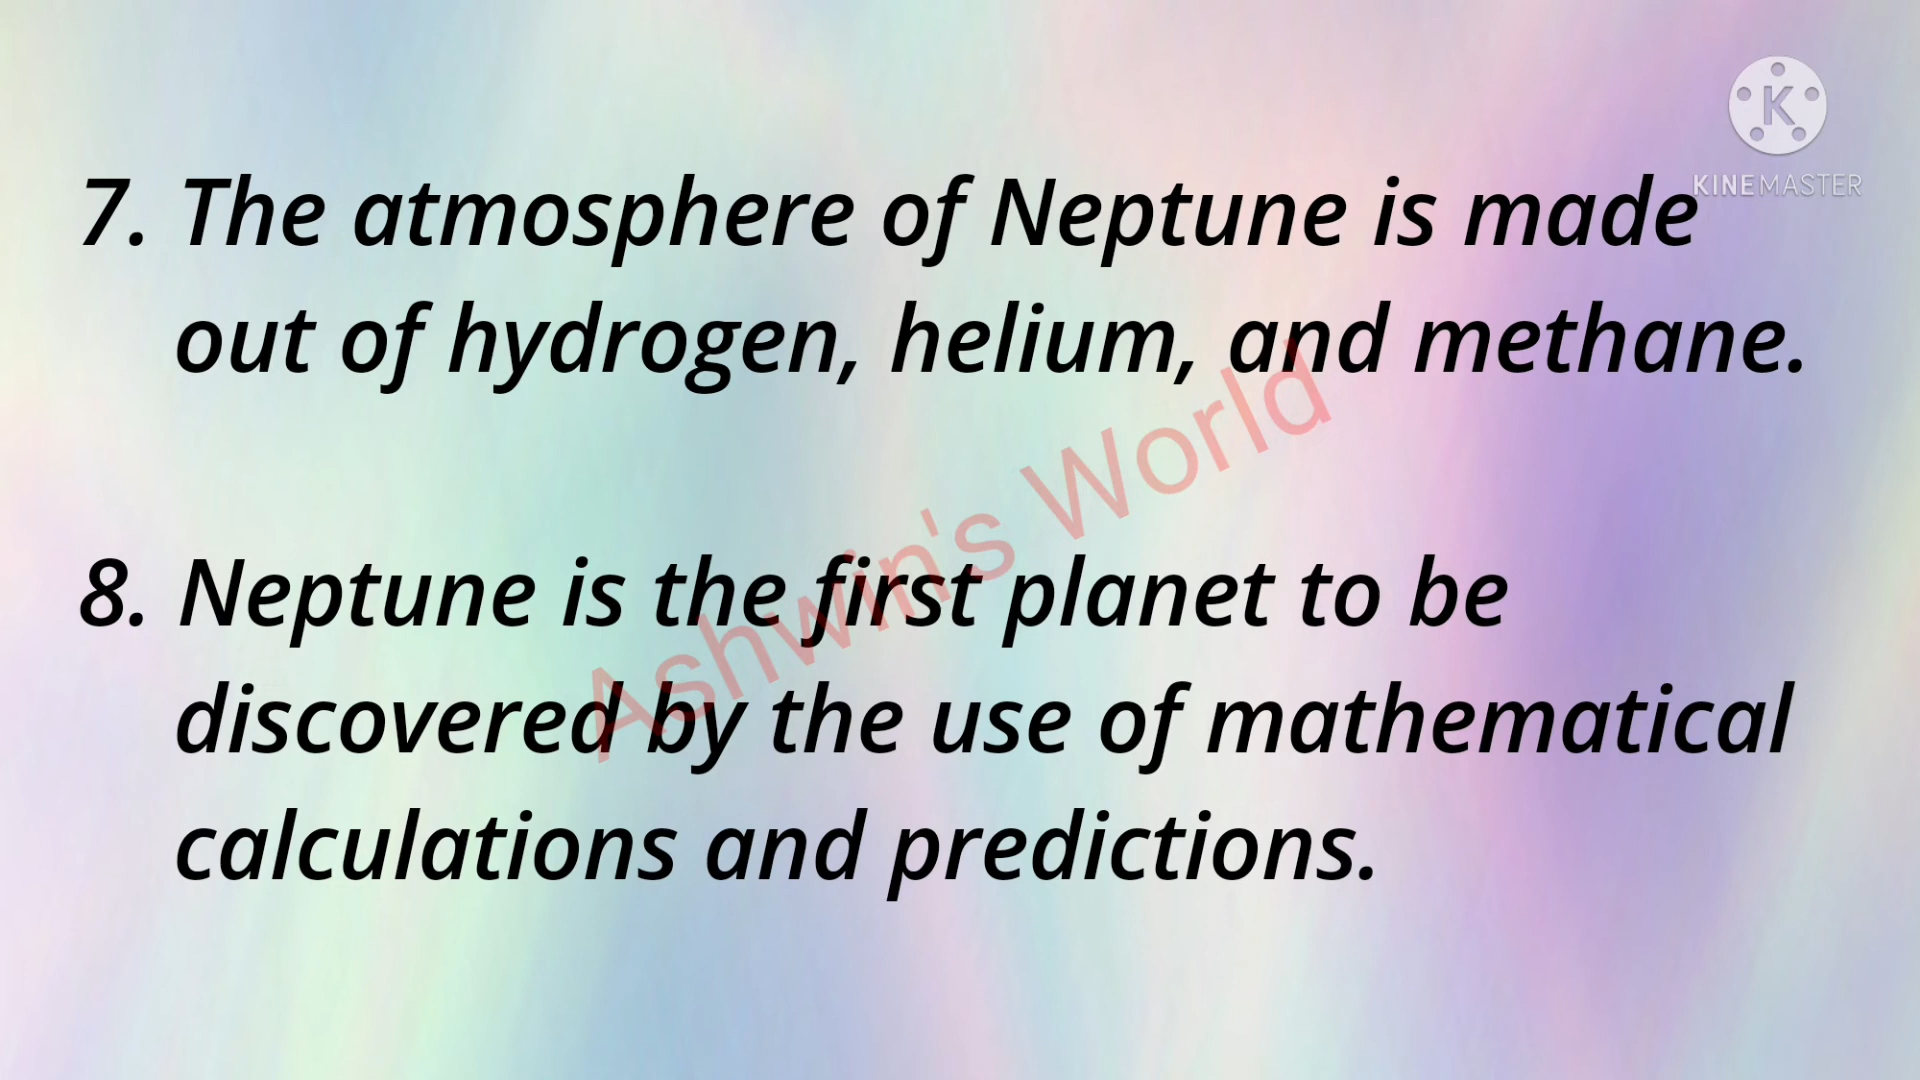 K
KINEMASTER
7. The atmosphere of Neptune is made
out of hydrogen, helium, and methane.
Ashwin's World
8. Neptune is the first planet to be
discovered by the use of mathematical
calculations and predictions.